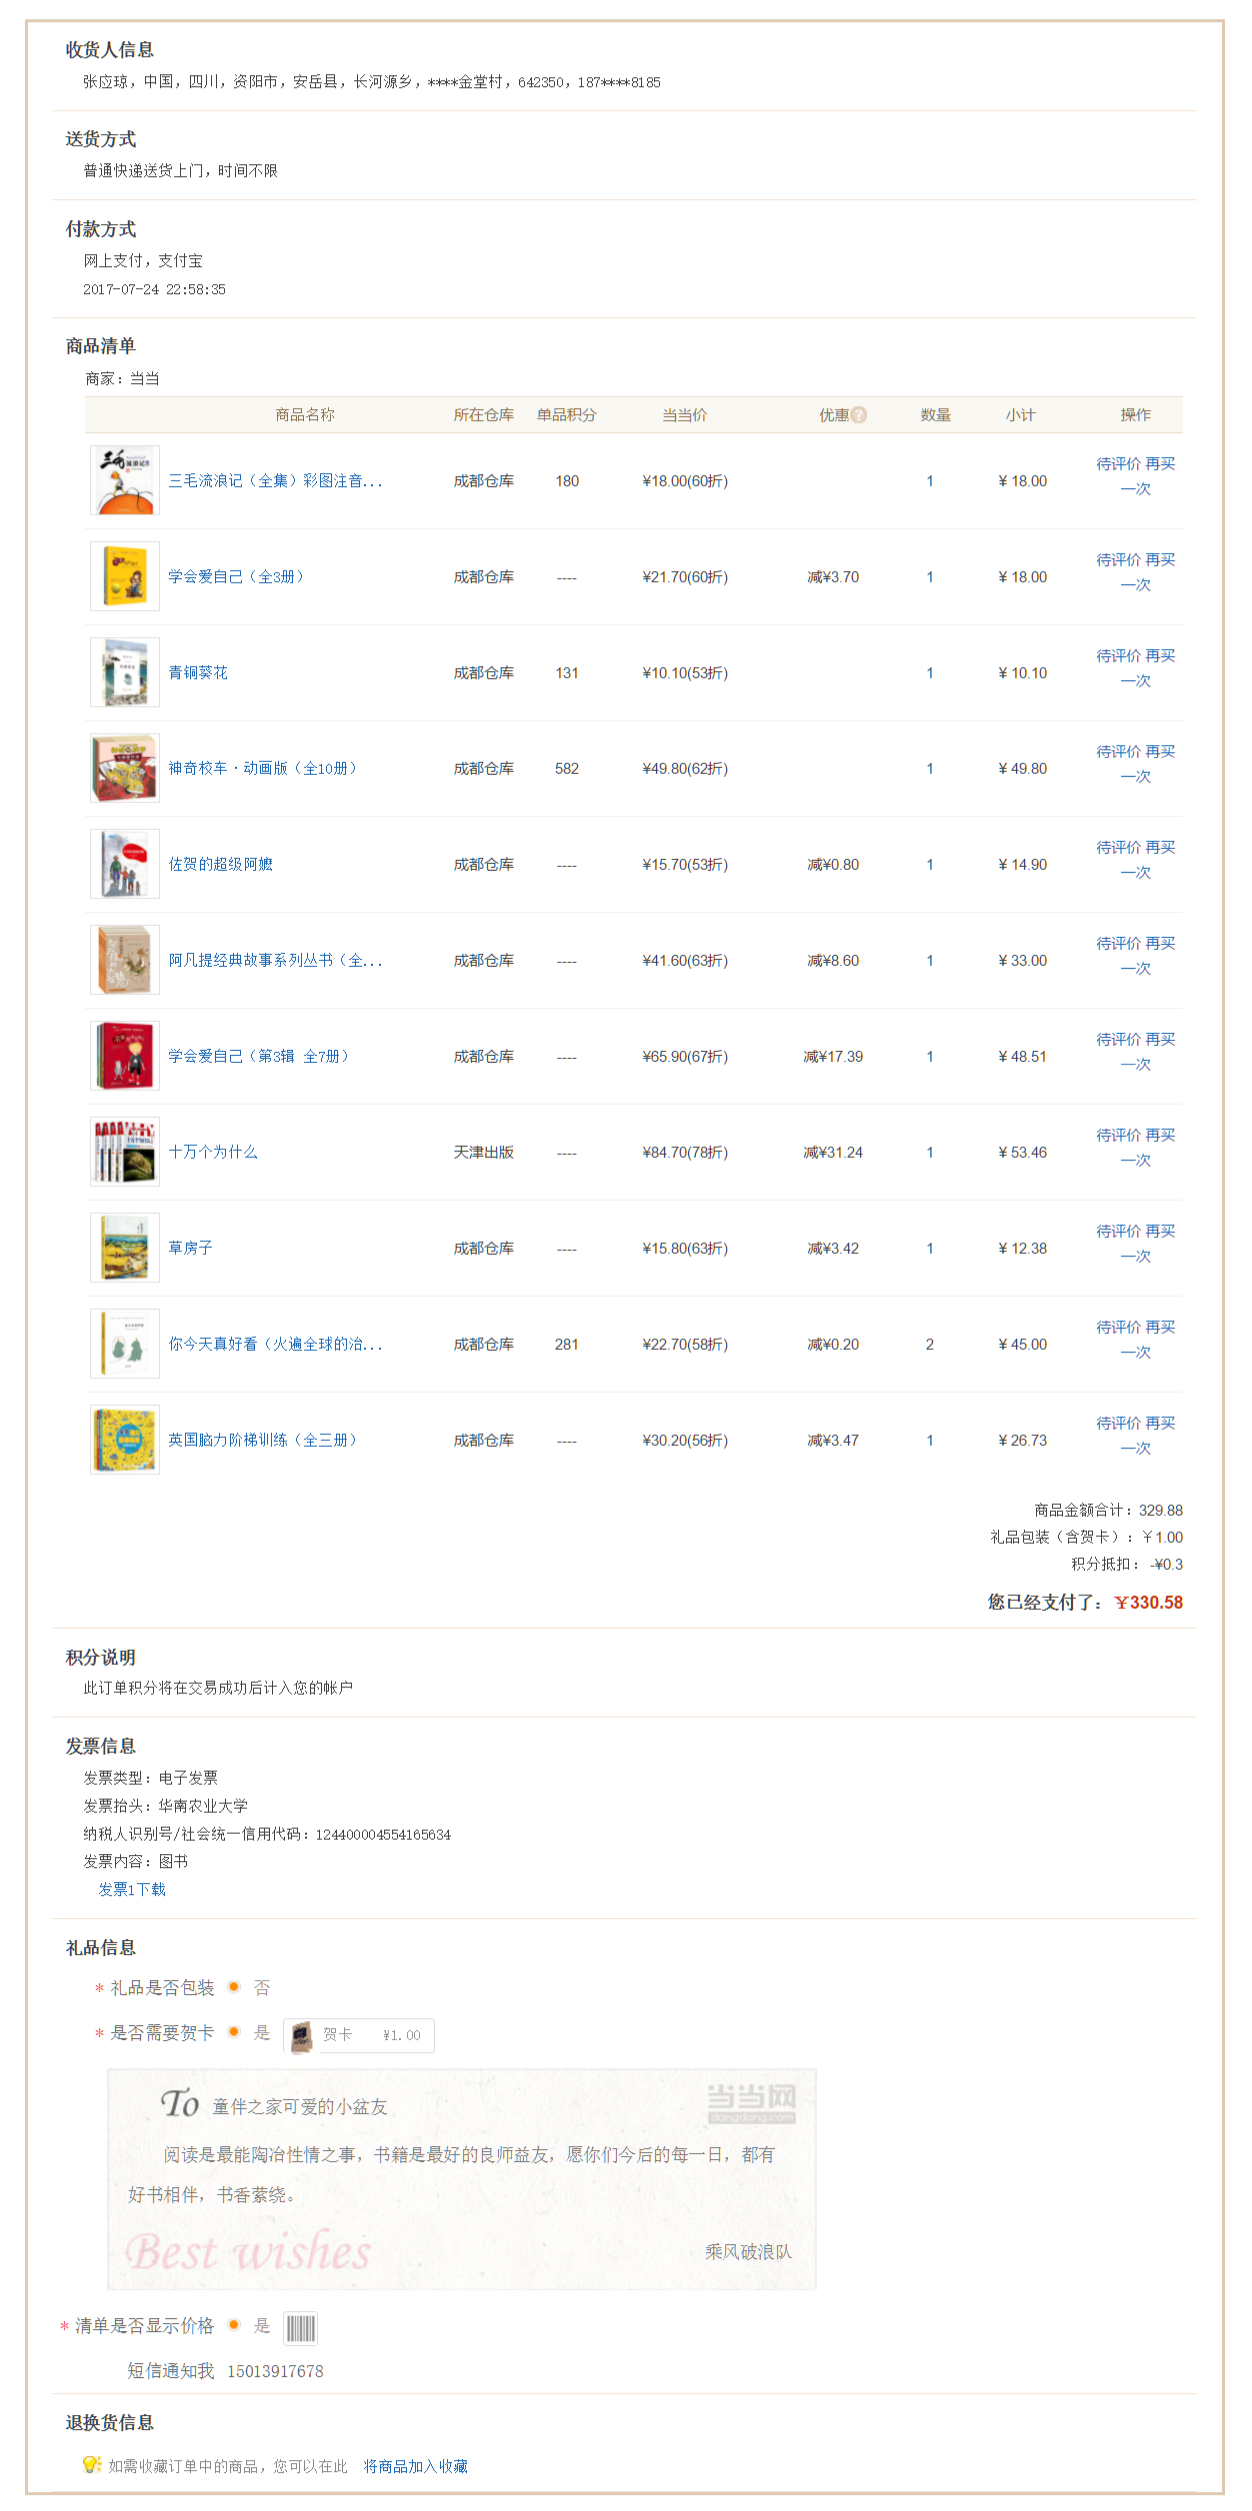 收货人信息
张应琼，中国，四川，资阳市，安岳县，长河源乡，****金堂村，642350，187****8185
送货方式
普通快递送货上门，时间不限
付款方式
网上支付，支付宝
2017-07-24 22:58:35
商品清单
商家：当当
商品名称 所在仓库 单品积分 当当价 优惠? 数量 小计 操作
三毛流浪记（全集）彩图注音... 成都仓库 180 ¥18.00(60折) 1 ¥ 18.00 待评价 再买一次
学会爱自己（全3册） 成都仓库 ---- ¥21.70(60折) 减¥3.70 1 ¥ 18.00 待评价 再买一次
青铜葵花 成都仓库 131 ¥10.10(53折) 1 ¥ 10.10 待评价 再买一次
神奇校车·动画版（全10册） 成都仓库 582 ¥49.80(62折) 1 ¥ 49.80 待评价 再买一次
佐贺的超级阿嬷 成都仓库 ---- ¥15.70(53折) 减¥0.80 1 ¥ 14.90 待评价 再买一次
阿凡提经典故事系列丛书（全... 成都仓库 ---- ¥41.60(63折) 减¥8.60 1 ¥ 33.00 待评价 再买一次
学会爱自己（第3辑 全7册） 成都仓库 ---- ¥65.90(67折) 减¥17.39 1 ¥ 48.51 待评价 再买一次
十万个为什么 天津出版 ---- ¥84.70(78折) 减¥31.24 1 ¥ 53.46 待评价 再买一次
草房子 成都仓库 ---- ¥15.80(63折) 减¥3.42 1 ¥ 12.38 待评价 再买一次
你今天真好看（火遍全球的治... 成都仓库 281 ¥22.70(58折) 减¥0.20 2 ¥ 45.00 待评价 再买一次
英国脑力阶梯训练（全三册） 成都仓库 ---- ¥30.20(56折) 减¥3.47 1 ¥ 26.73 待评价 再买一次
商品金额合计：329.88
礼品包装（含贺卡）：￥1.00
积分抵扣： -¥0.3
您已经支付了：￥330.58
积分说明
此订单积分将在交易成功后计入您的帐户
发票信息
发票类型：电子发票
发票抬头：华南农业大学
纳税人识别号/社会统一信用代码：124400004554165634
发票内容：图书
发票1下载
礼品信息
* 礼品是否包装 否
* 是否需要贺卡 是 贺卡 ¥1.00
To 童伴之家可爱的小盆友
当当网
dangdang.com
阅读是最能陶冶性情之事，书籍是最好的良师益友，愿你们今后的每一日，都有
好书相伴，书香萦绕。
Best wishes
乘风破浪队
* 清单是否显示价格 是
短信通知我 15013917678
退换货信息
如需收藏订单中的商品，您可以在此 将商品加入收藏